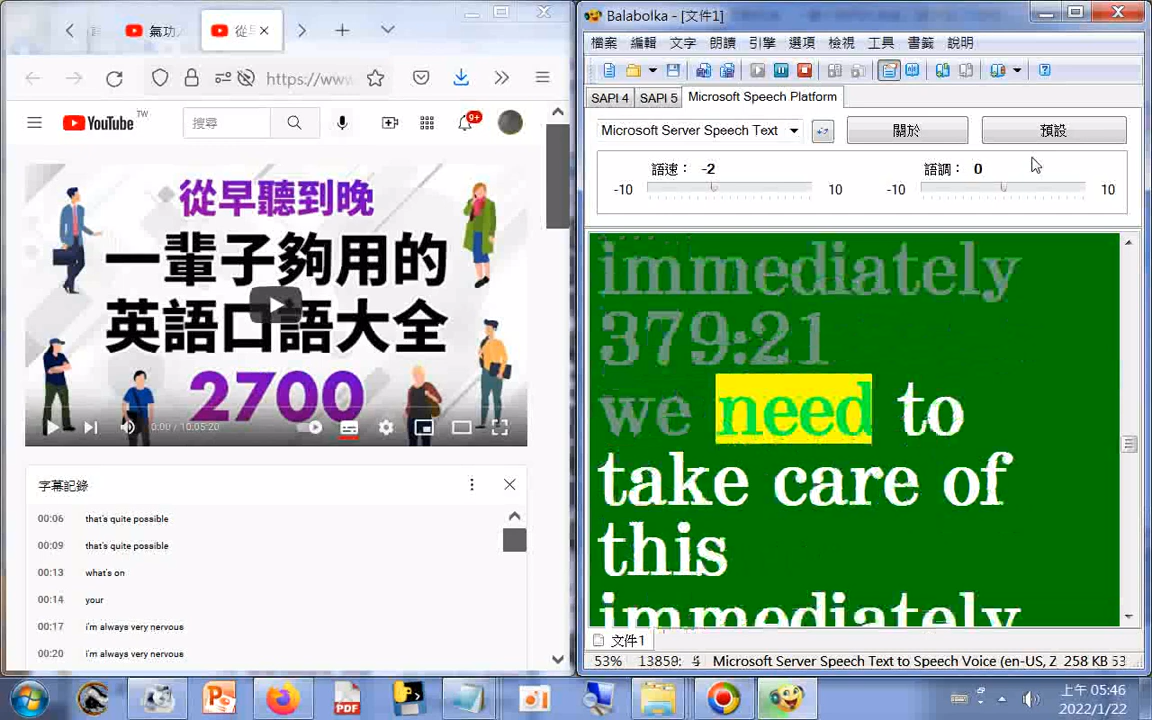 氣功
從
https://www
YouTube TW
搜尋
9+
從早聽到晚
一輩子夠用的
英語口語大全
2700
0:00 / 10:05:20
字幕記錄
00:06 that's quite possible
00:09 that's quite possible
00:13 what's on
00:14 your
00:17 i'm always very nervous
00:20 i'm always very nervous
Balabolka - [文件1]
檔案 編輯 文字 朗讀 引擎 選項 檢視 工具 書籤 說明
SAPI 4 SAPI 5 Microsoft Speech Platform
Microsoft Server Speech Text 關於 預設
語速： -2 語調： 0
-10 10 -10 10
immediately
379:21
we need to
take care of
this
immediately
文件1
53% 13859: Microsoft Server Speech Text to Speech Voice (en-US, Z 258 KB 53
PDF
上午 05:46
2022/1/22